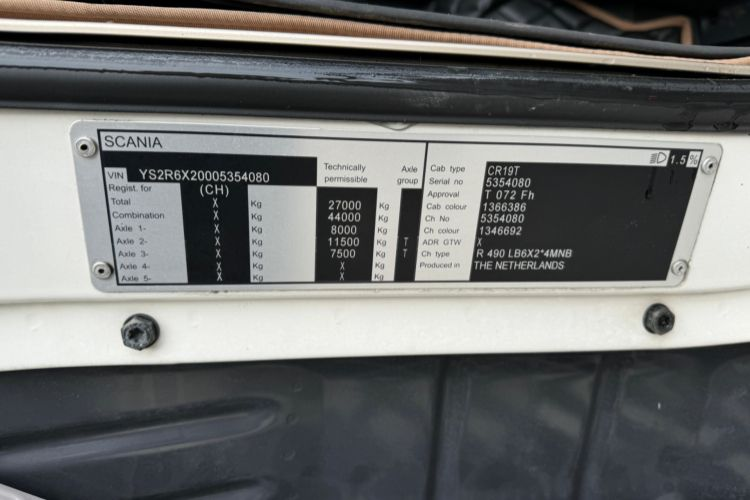 SCANIA
VIN YS2R6X20005354080 Technically permissible Axle group
Regist. for (CH)
Total X Kg 27000 Kg
Combination X Kg 44000 Kg
Axle 1- X Kg 8000 Kg
Axle 2- X Kg 11500 Kg T
Axle 3- X Kg 7500 Kg T
Axle 4- X Kg X Kg
Axle 5- X Kg X Kg
1.5 %
Cab type CR19T
Serial no 5354080
Approval T 072 Fh
Cab colour 1366386
Ch No 5354080
Ch colour 1346692
ADR GTW X
Ch type R 490 LB6X2*4MNB
Produced in THE NETHERLANDS